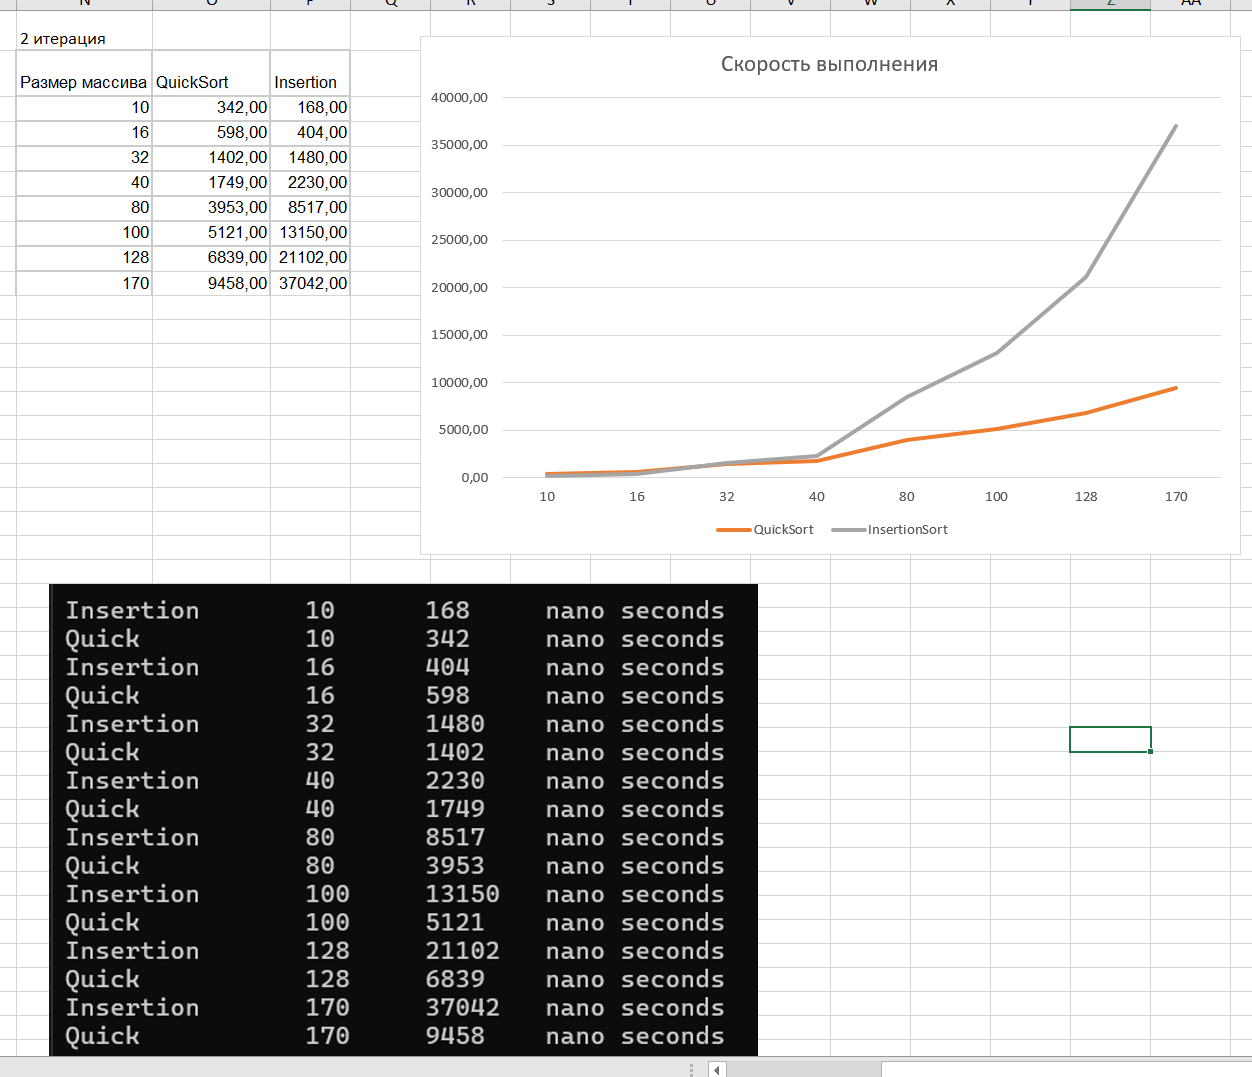 2 итерация
Размер массива QuickSort Insertion
10 342,00 168,00
16 598,00 404,00
32 1402,00 1480,00
40 1749,00 2230,00
80 3953,00 8517,00
100 5121,00 13150,00
128 6839,00 21102,00
170 9458,00 37042,00
Скорость выполнения
40000,00
35000,00
30000,00
25000,00
20000,00
15000,00
10000,00
5000,00
0,00
10 16 32 40 80 100 128 170
QuickSort InsertionSort
Insertion 10 168 nano seconds
Quick 10 342 nano seconds
Insertion 16 404 nano seconds
Quick 16 598 nano seconds
Insertion 32 1480 nano seconds
Quick 32 1402 nano seconds
Insertion 40 2230 nano seconds
Quick 40 1749 nano seconds
Insertion 80 8517 nano seconds
Quick 80 3953 nano seconds
Insertion 100 13150 nano seconds
Quick 100 5121 nano seconds
Insertion 128 21102 nano seconds
Quick 128 6839 nano seconds
Insertion 170 37042 nano seconds
Quick 170 9458 nano seconds